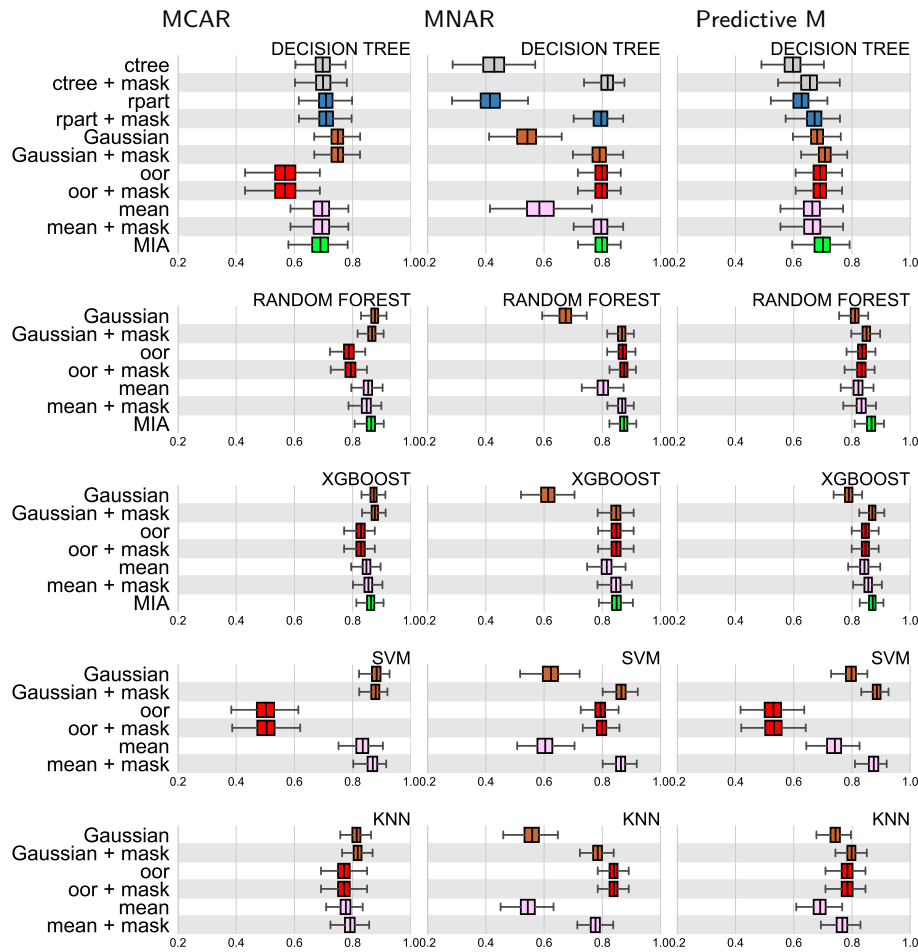 MCAR MNAR Predictive M
DECISION TREE DECISION TREE DECISION TREE
ctree
ctree + mask
rpart
rpart + mask
Gaussian
Gaussian + mask
oor
oor + mask
mean
mean + mask
MIA
0.2 0.4 0.6 0.8 1.0 0.2 0.4 0.6 0.8 1.0 0.2 0.4 0.6 0.8 1.0
RANDOM FOREST RANDOM FOREST RANDOM FOREST
Gaussian
Gaussian + mask
oor
oor + mask
mean
mean + mask
MIA
0.2 0.4 0.6 0.8 1.0 0.2 0.4 0.6 0.8 1.0 0.2 0.4 0.6 0.8 1.0
XGBOOST XGBOOST XGBOOST
Gaussian
Gaussian + mask
oor
oor + mask
mean
mean + mask
MIA
0.2 0.4 0.6 0.8 1.0 0.2 0.4 0.6 0.8 1.0 0.2 0.4 0.6 0.8 1.0
SVM SVM SVM
Gaussian
Gaussian + mask
oor
oor + mask
mean
mean + mask
0.2 0.4 0.6 0.8 1.0 0.2 0.4 0.6 0.8 1.0 0.2 0.4 0.6 0.8 1.0
KNN KNN KNN
Gaussian
Gaussian + mask
oor
oor + mask
mean
mean + mask
0.2 0.4 0.6 0.8 1.0 0.2 0.4 0.6 0.8 1.0 0.2 0.4 0.6 0.8 1.0